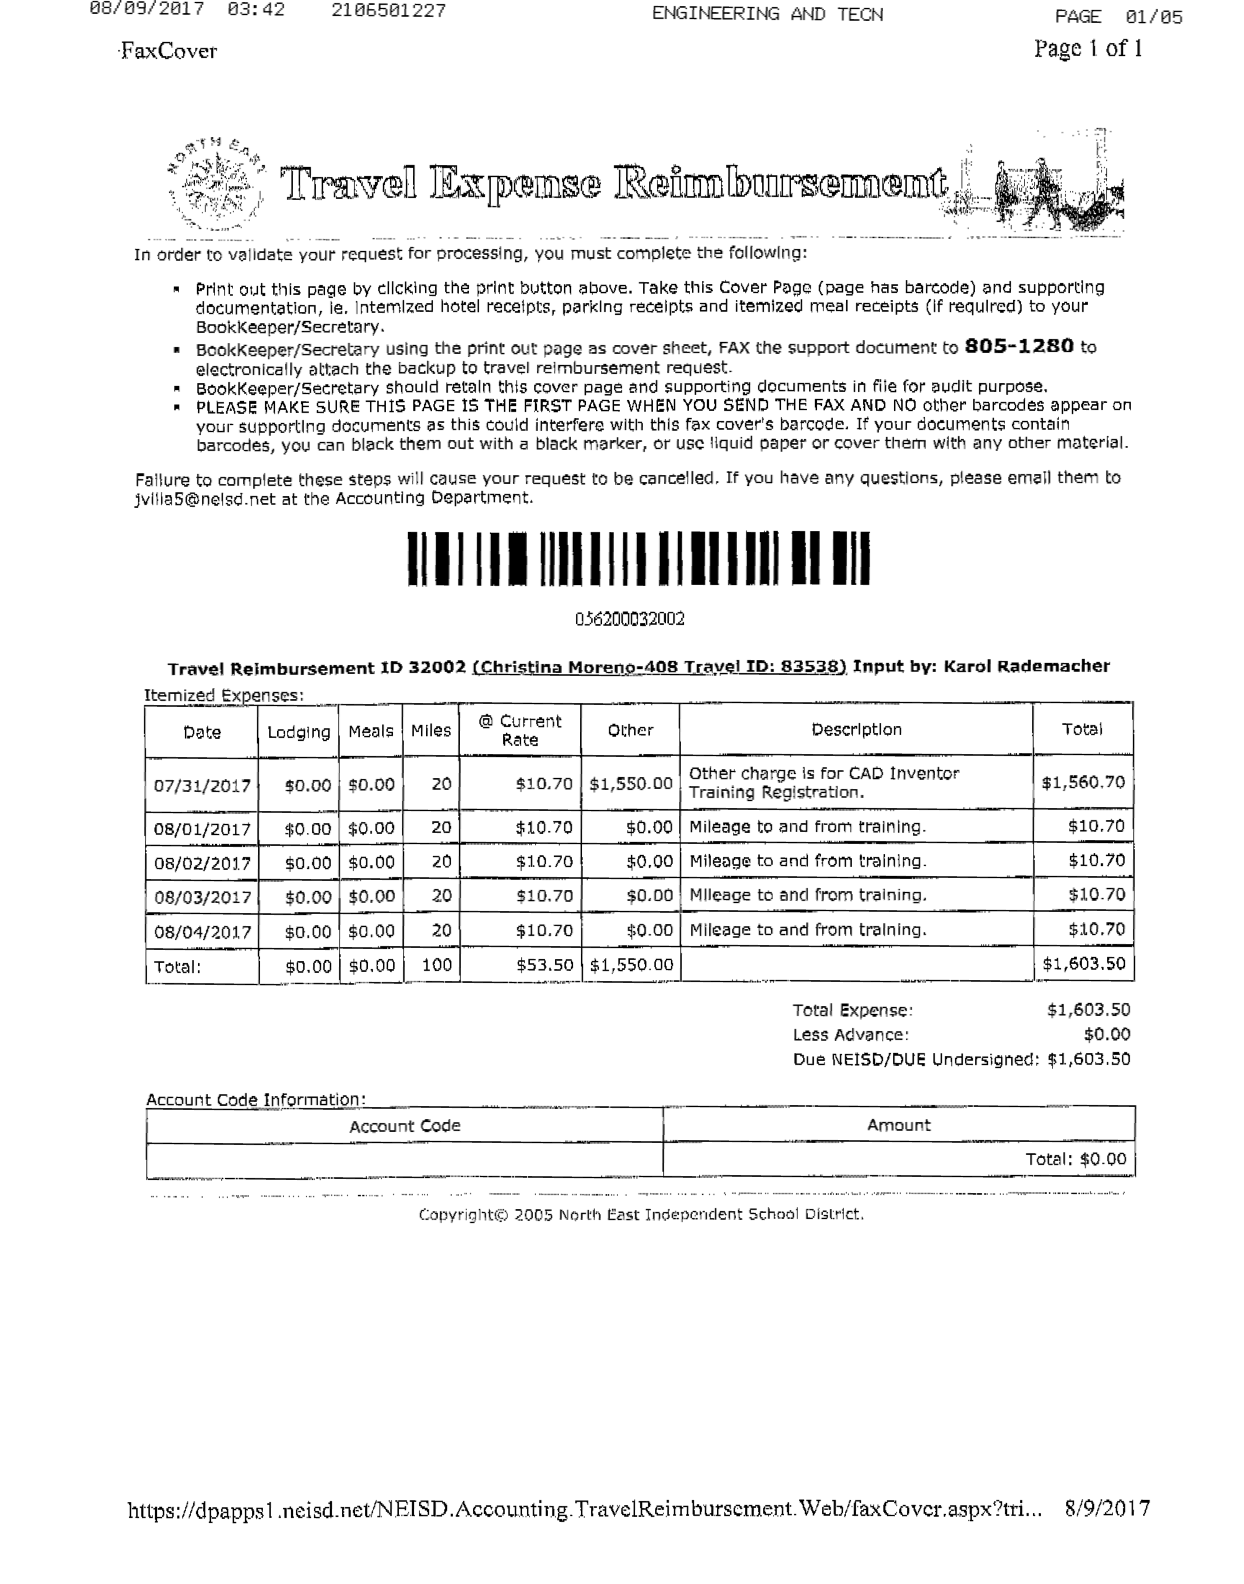 08/09/2017 03:42 2106501227 ENGINEERING AND TECN PAGE 01/05
FaxCover Page 1 of 1
NORTH EAST
Travel Expense Reimbursement
In order to validate your request for processing, you must complete the following:
▪ Print out this page by clicking the print button above. Take this Cover Page (page has barcode) and supporting
documentation, ie. Intemized hotel receipts, parking receipts and itemized meal receipts (if required) to your
BookKeeper/Secretary.
▪ BookKeeper/Secretary using the print out page as cover sheet, FAX the support document to 805-1280 to
electronically attach the backup to travel reimbursement request.
▪ BookKeeper/Secretary should retain this cover page and supporting documents in file for audit purpose.
▪ PLEASE MAKE SURE THIS PAGE IS THE FIRST PAGE WHEN YOU SEND THE FAX AND NO other barcodes appear on
your supporting documents as this could interfere with this fax cover's barcode. If your documents contain
barcodes, you can black them out with a black marker, or use liquid paper or cover them with any other material.
Failure to complete these steps will cause your request to be cancelled. If you have any questions, please email them to
jvilla5@neisd.net at the Accounting Department.
056200032002
Travel Reimbursement ID 32002 (Christina Moreno-408 Travel ID: 83538) Input by: Karol Rademacher
Itemized Expenses:
Date Lodging Meals Miles @ Current Rate Other Description Total
07/31/2017 $0.00 $0.00 20 $10.70 $1,550.00 Other charge is for CAD Inventor Training Registration. $1,560.70
08/01/2017 $0.00 $0.00 20 $10.70 $0.00 Mileage to and from training. $10.70
08/02/2017 $0.00 $0.00 20 $10.70 $0.00 Mileage to and from training. $10.70
08/03/2017 $0.00 $0.00 20 $10.70 $0.00 Mileage to and from training. $10.70
08/04/2017 $0.00 $0.00 20 $10.70 $0.00 Mileage to and from training. $10.70
Total: $0.00 $0.00 100 $53.50 $1,550.00 $1,603.50
Total Expense: $1,603.50
Less Advance: $0.00
Due NEISD/DUE Undersigned: $1,603.50
Account Code Information:
Account Code Amount
Total: $0.00
Copyright© 2005 North East Independent School District.
https://dpapps1.neisd.net/NEISD.Accounting.TravelReimbursement.Web/faxCover.aspx?tri... 8/9/2017